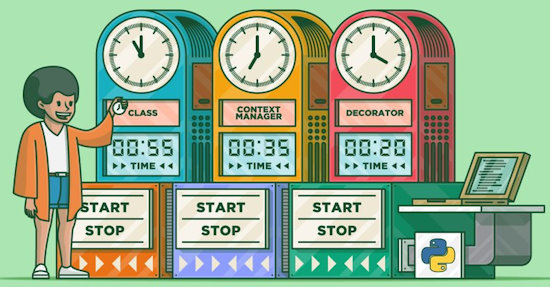 CLASS
CONTEXT
MANAGER
DECORATOR
00:55
00:35
00:20
▸▸ TIME ◂◂
▸▸ TIME ◂◂
▸▸ TIME ◂◂
START
STOP
START
STOP
START
STOP